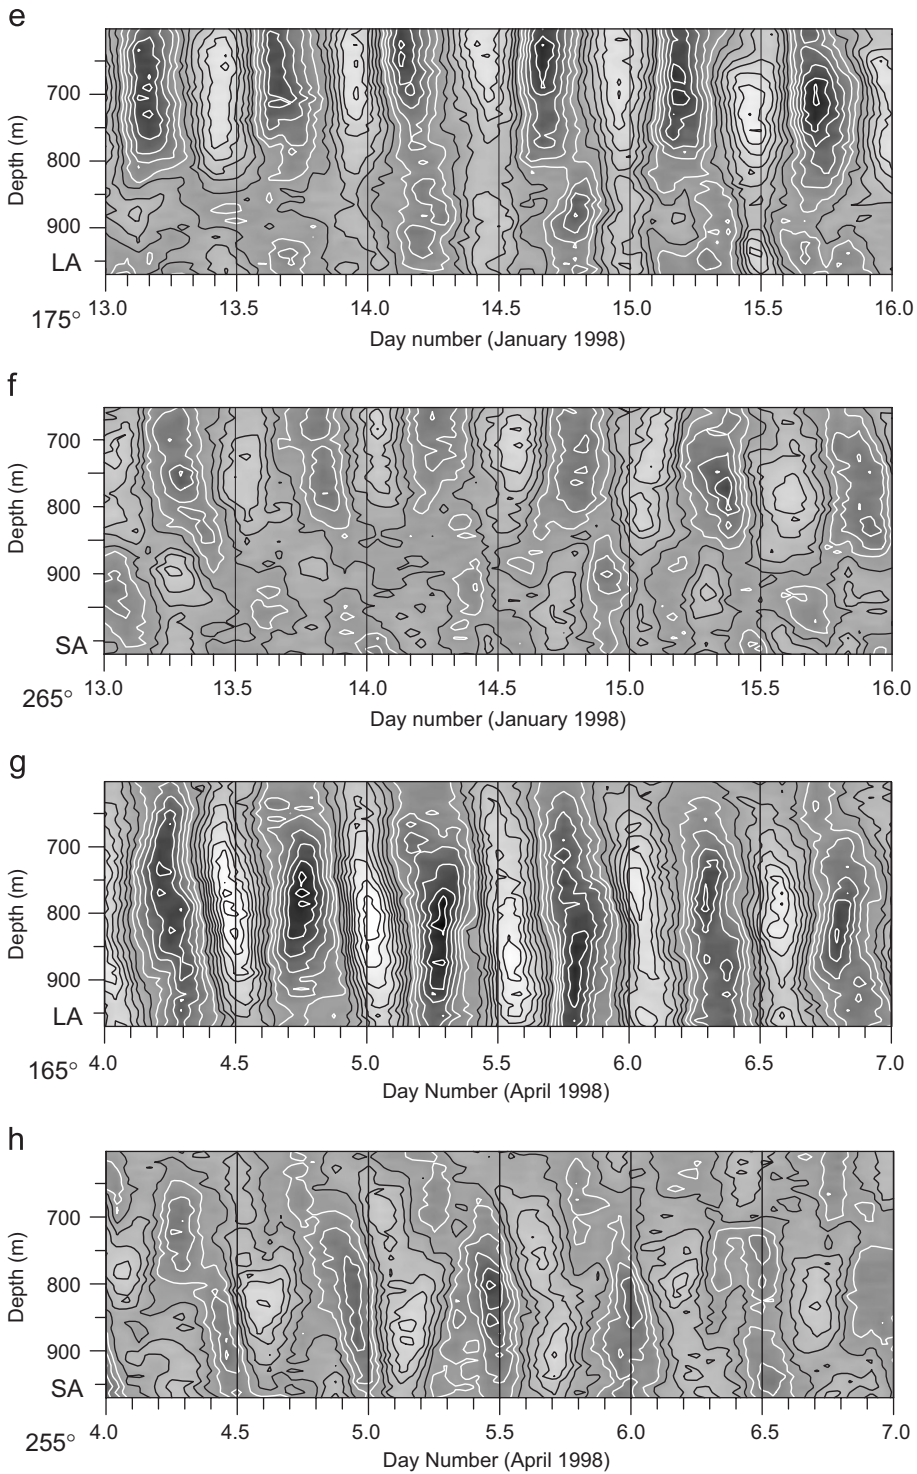 e
700
800
900
LA
Depth (m)
175°
13.0 13.5 14.0 14.5 15.0 15.5 16.0
Day number (January 1998)
f
700
800
900
SA
Depth (m)
265°
13.0 13.5 14.0 14.5 15.0 15.5 16.0
Day number (January 1998)
g
700
800
900
LA
Depth (m)
165°
4.0 4.5 5.0 5.5 6.0 6.5 7.0
Day Number (April 1998)
h
700
800
900
SA
Depth (m)
255°
4.0 4.5 5.0 5.5 6.0 6.5 7.0
Day Number (April 1998)